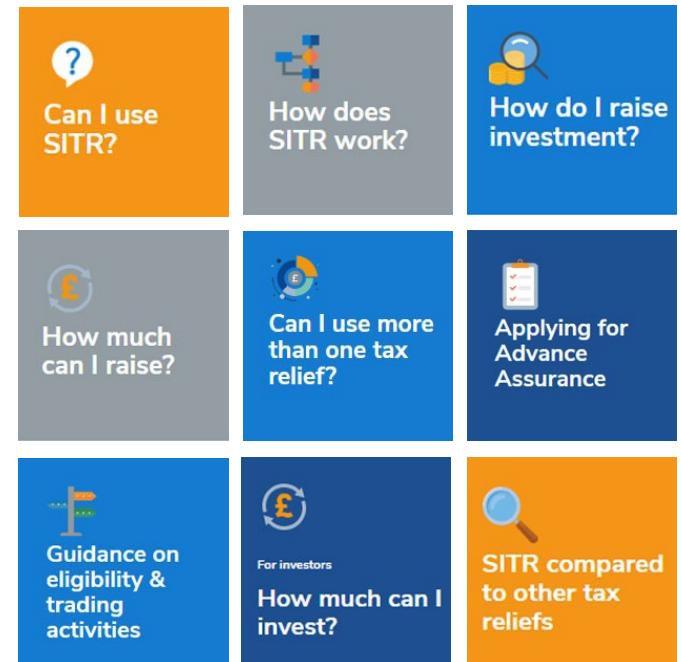 ?
Can I use
SITR?
How does
SITR work?
How do I raise
investment?
£
How much
can I raise?
£
Can I use more
than one tax
relief?
Applying for
Advance
Assurance
Guidance on
eligibility &
trading
activities
£
For investors
How much can I
invest?
SITR compared
to other tax
reliefs